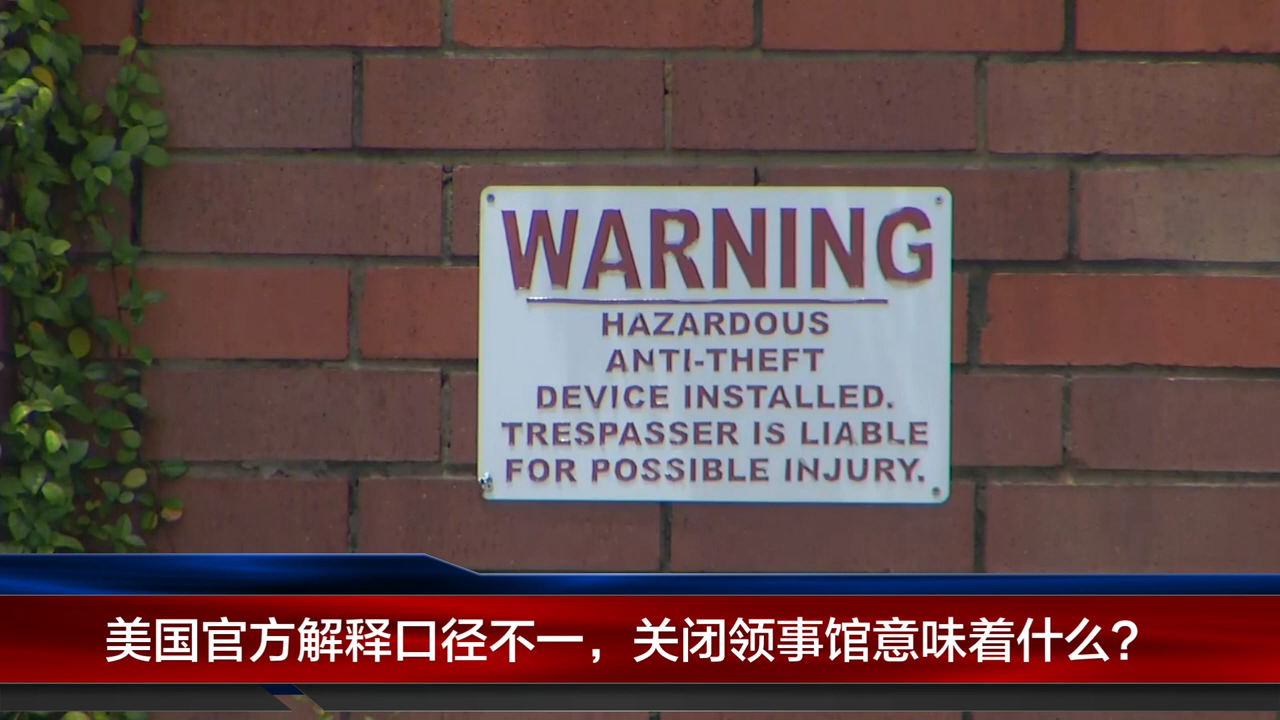 WARNING
HAZARDOUS
ANTI-THEFT
DEVICE INSTALLED.
TRESPASSER IS LIABLE
FOR POSSIBLE INJURY.
美国官方解释口径不一，关闭领事馆意味着什么？